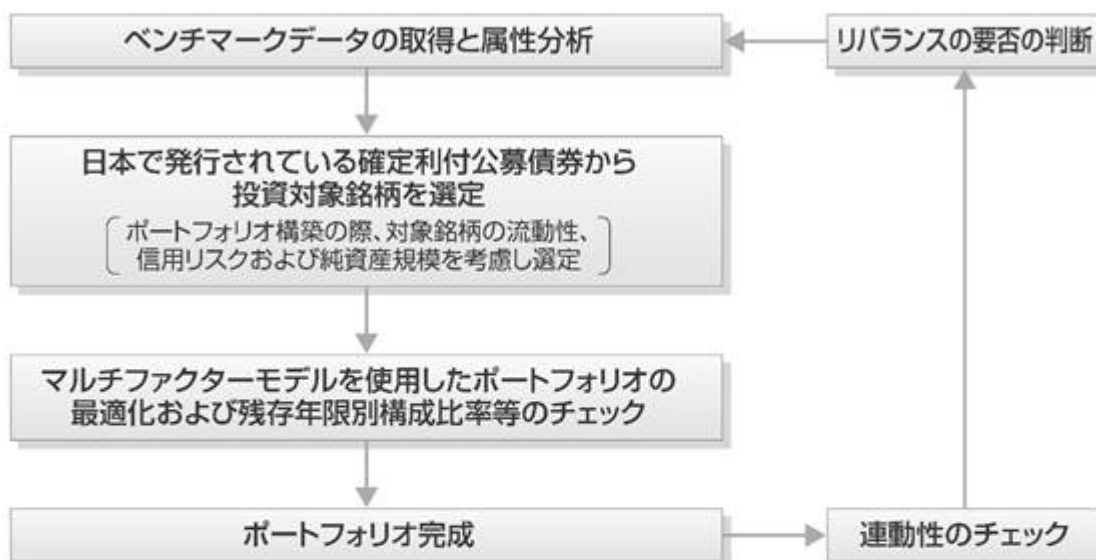 ベンチマークデータの取得と属性分析
リバランスの要否の判断
日本で発行されている確定利付公募債券から
投資対象銘柄を選定
ポートフォリオ構築の際、対象銘柄の流動性、
信用リスクおよび純資産規模を考慮し選定
マルチファクターモデルを使用したポートフォリオの
最適化および残存年限別構成比率等のチェック
ポートフォリオ完成
連動性のチェック